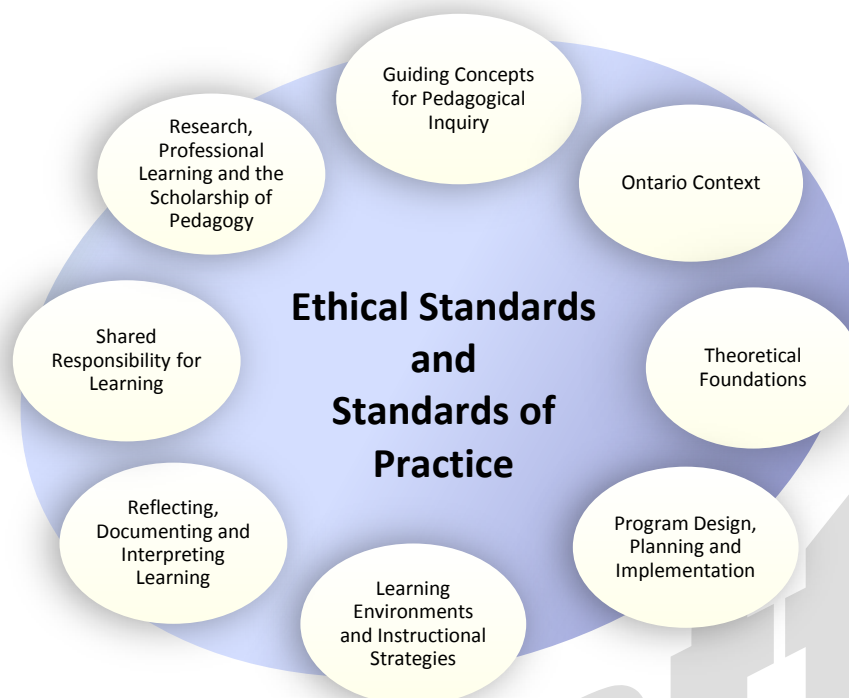 Guiding Concepts
for Pedagogical
Inquiry
Ontario Context
Theoretical
Foundations
Program Design,
Planning and
Implementation
Learning
Environments
and Instructional
Strategies
Reflecting,
Documenting and
Interpreting
Learning
Shared
Responsibility for
Learning
Research,
Professional
Learning and the
Scholarship of
Pedagogy
Ethical Standards
and
Standards of
Practice